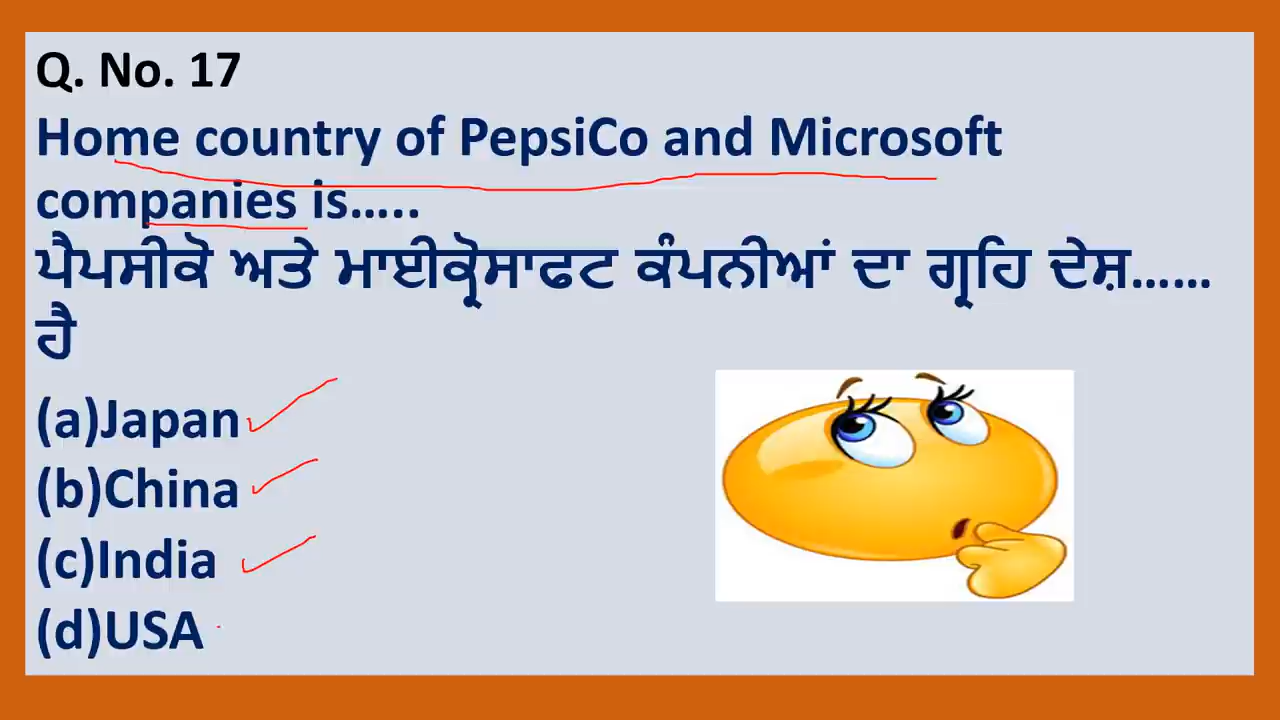 Q. No. 17
Home country of PepsiCo and Microsoft
companies is.....
ਪੈਪਸੀਕੋ ਅਤੇ ਮਾਈਕ੍ਰੋਸਾਫਟ ਕੰਪਨੀਆਂ ਦਾ ਗ੍ਰਹਿ ਦੇਸ਼......
ਹੈ
(a)Japan
(b)China
(c)India
(d)USA